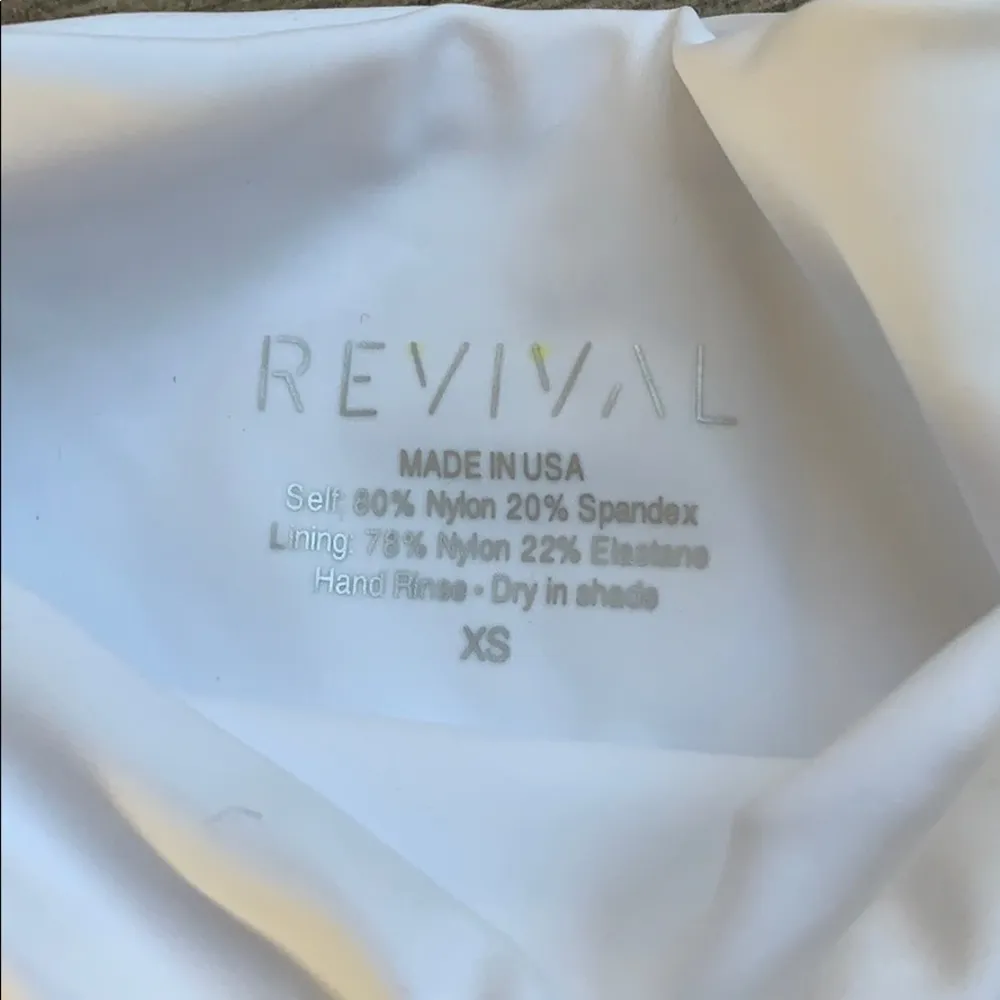 REVIVAL
MADE IN USA
Self: 80% Nylon 20% Spandex
Lining: 78% Nylon 22% Elastane
Hand Rinse • Dry in shade
XS